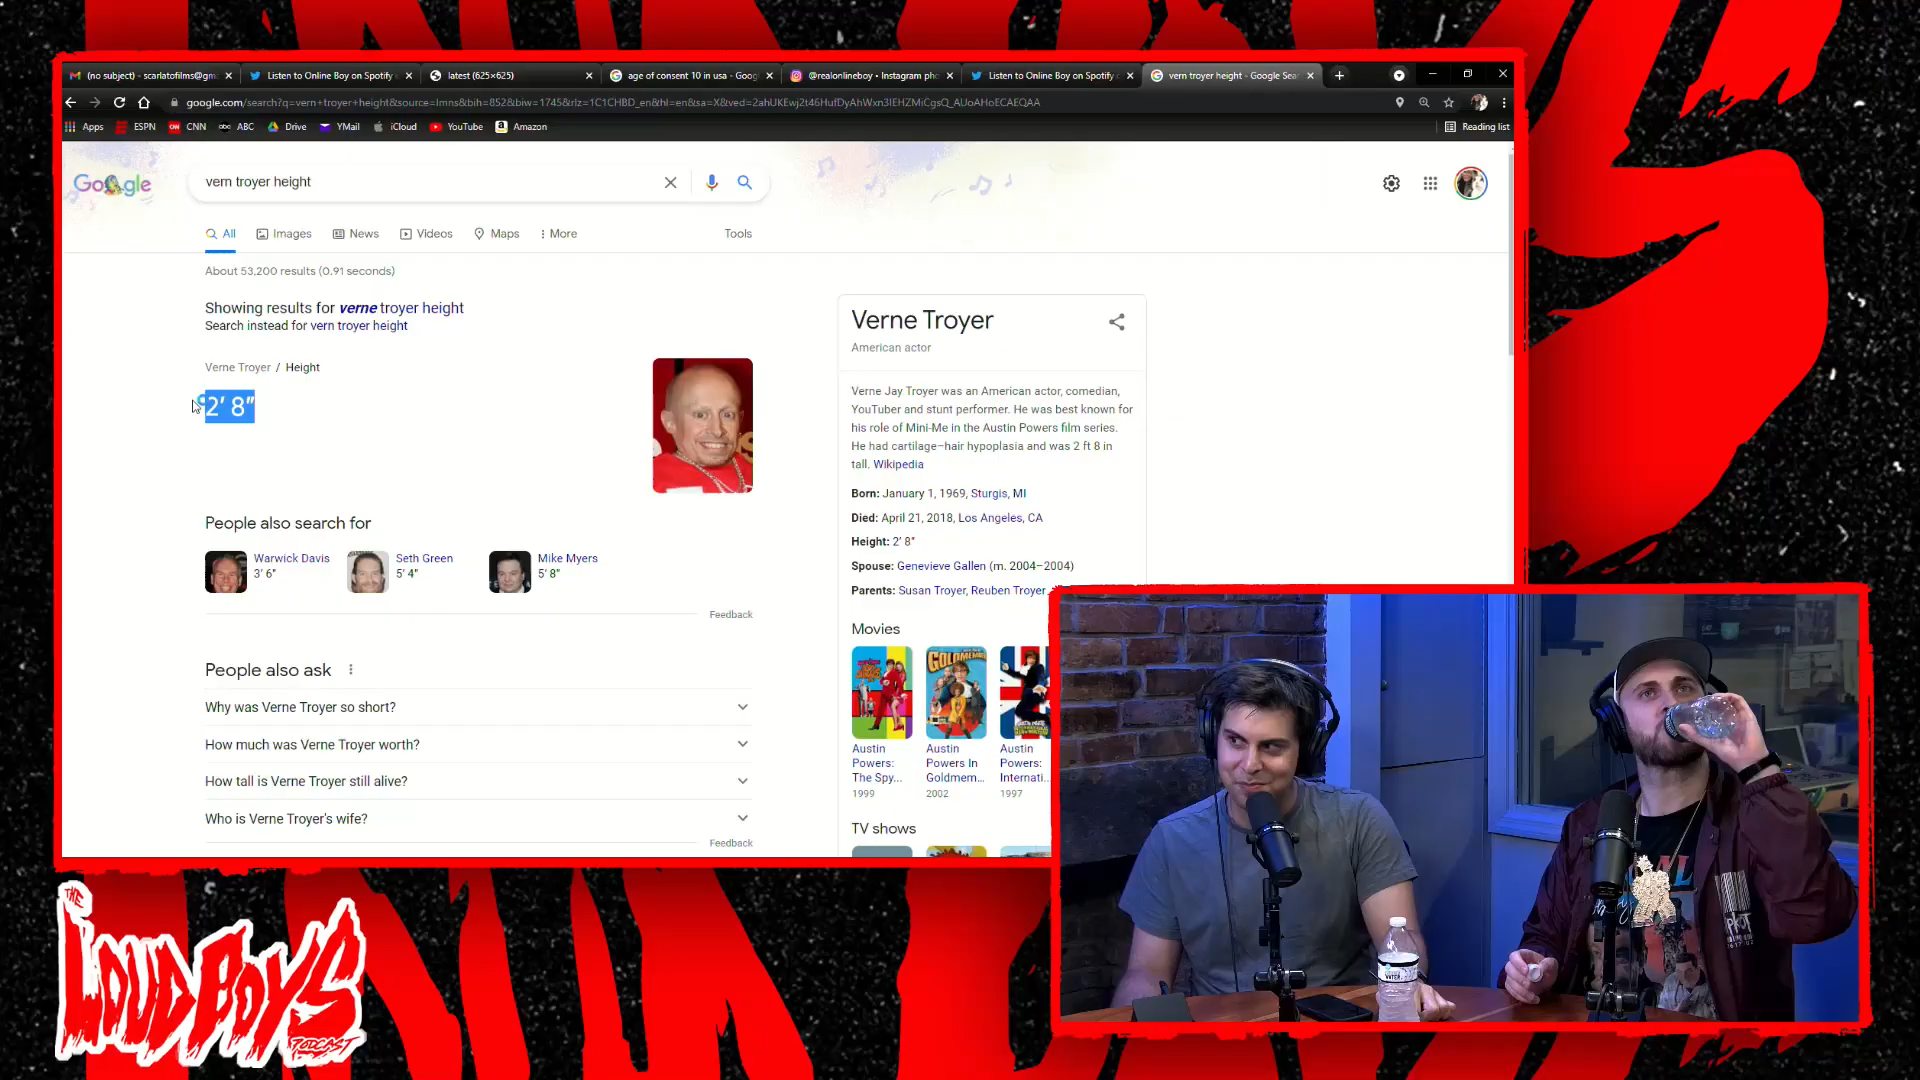 (no subject) - scarlatofilms@gm
Listen to Online Boy on Spotify
latest (625×625)
age of consent 10 in usa - Goog
@realonlineboy • Instagram pho
Listen to Online Boy on Spotify
vern troyer height - Google Sea
google.com/search?q=vern+troyer+height&source=lmns&bih=852&biw=1745&rlz=1C1CHBD_en&hl=en&sa=X&ved=2ahUKEwj2t46HufDyAhWxn3IEHZMiCgsQ_AUoAHoECAEQAA
Apps
ESPN
CNN
ABC
Drive
YMail
iCloud
YouTube
Amazon
Reading list
Google
vern troyer height
All
Images
News
Videos
Maps
More
Tools
About 53,200 results (0.91 seconds)
Showing results for verne troyer height
Search instead for vern troyer height
Verne Troyer / Height
2′ 8″
People also search for
Warwick Davis
3′ 6″
Seth Green
5′ 4″
Mike Myers
5′ 8″
Feedback
People also ask
Why was Verne Troyer so short?
How much was Verne Troyer worth?
How tall is Verne Troyer still alive?
Who is Verne Troyer's wife?
Feedback
Verne Troyer
American actor
Verne Jay Troyer was an American actor, comedian,
YouTuber and stunt performer. He was best known for
his role of Mini-Me in the Austin Powers film series.
He had cartilage–hair hypoplasia and was 2 ft 8 in
tall. Wikipedia
Born: January 1, 1969, Sturgis, MI
Died: April 21, 2018, Los Angeles, CA
Height: 2′ 8″
Spouse: Genevieve Gallen (m. 2004–2004)
Parents: Susan Troyer, Reuben Troyer
Movies
GOLDMEMB
Austin
Powers:
The Spy...
1999
Austin
Powers In
Goldmem...
2002
Austin
Powers:
Internati...
1997
TV shows
WATER
THE
LOUD BOYS
PODCAST